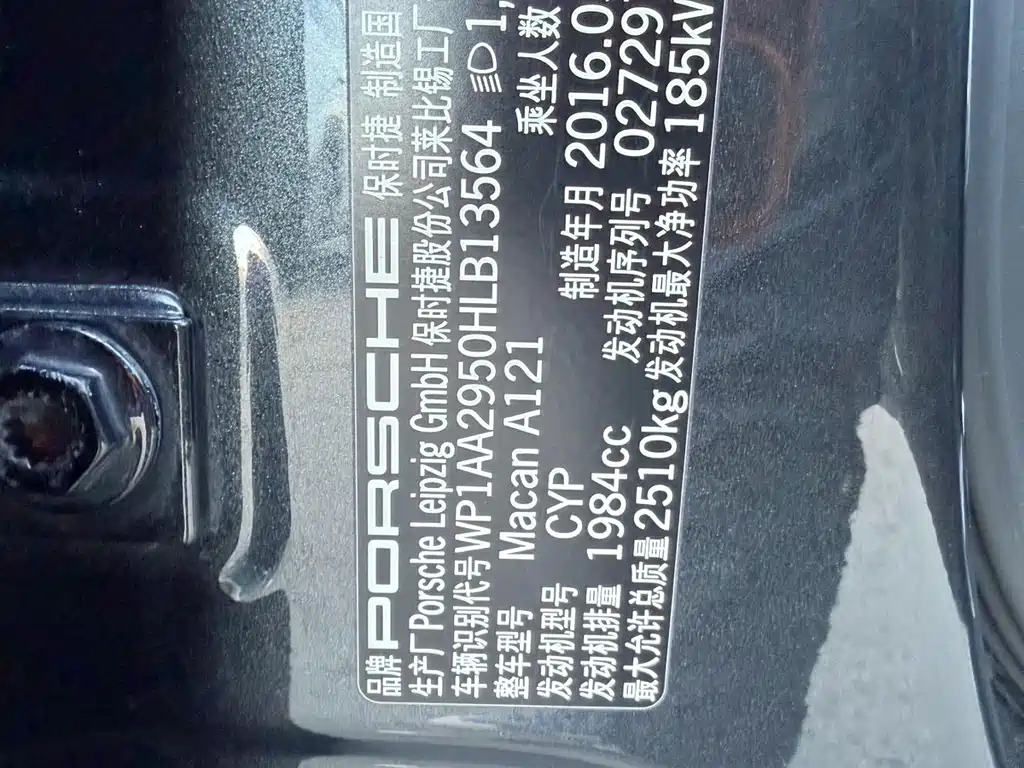 品牌 PORSCHE 保时捷 制造国
生产厂 Porsche Leipzig GmbH 保时捷股份公司莱比锡工厂
车辆识别代号 WP1AA2950HLB13564 1,
整车型号 Macan A121 乘坐人数
发动机型号 CYP 制造年月 2016.0
发动机排量 1984cc 发动机序列号 02729
最大允许总质量 2510kg 发动机最大净功率 185kW